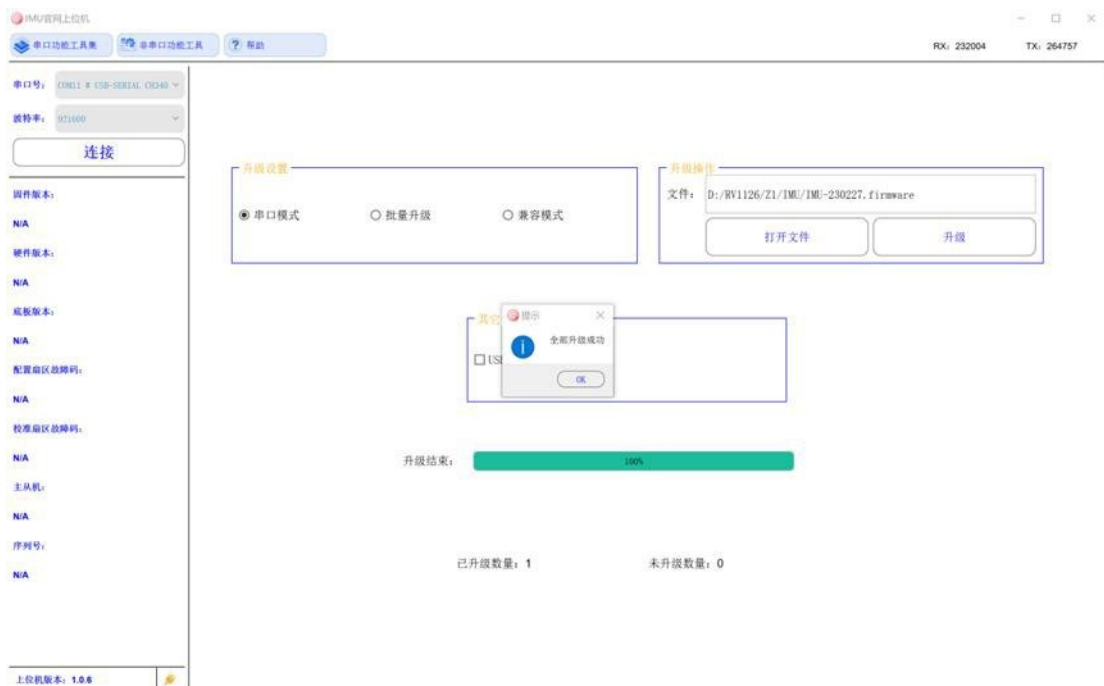 IMU官网上位机
串口功能工具集 非串口功能工具 ? 帮助 RX: 232004 TX: 264757
串口号: COM11 # USB-SERIAL CH340
波特率: 921600
连接
固件版本:
N/A
硬件版本:
N/A
底板版本:
N/A
配置扇区故障码:
N/A
校准扇区故障码:
N/A
主从机:
N/A
序列号:
N/A
上位机版本: 1.0.6
升级设置
串口模式 批量升级 兼容模式
升级操作
文件: D:/RV1126/Z1/IMU/IMU-230227.firmware
打开文件 升级
其它
提示
全部升级成功
OK
升级结束: 100%
已升级数量: 1 未升级数量: 0